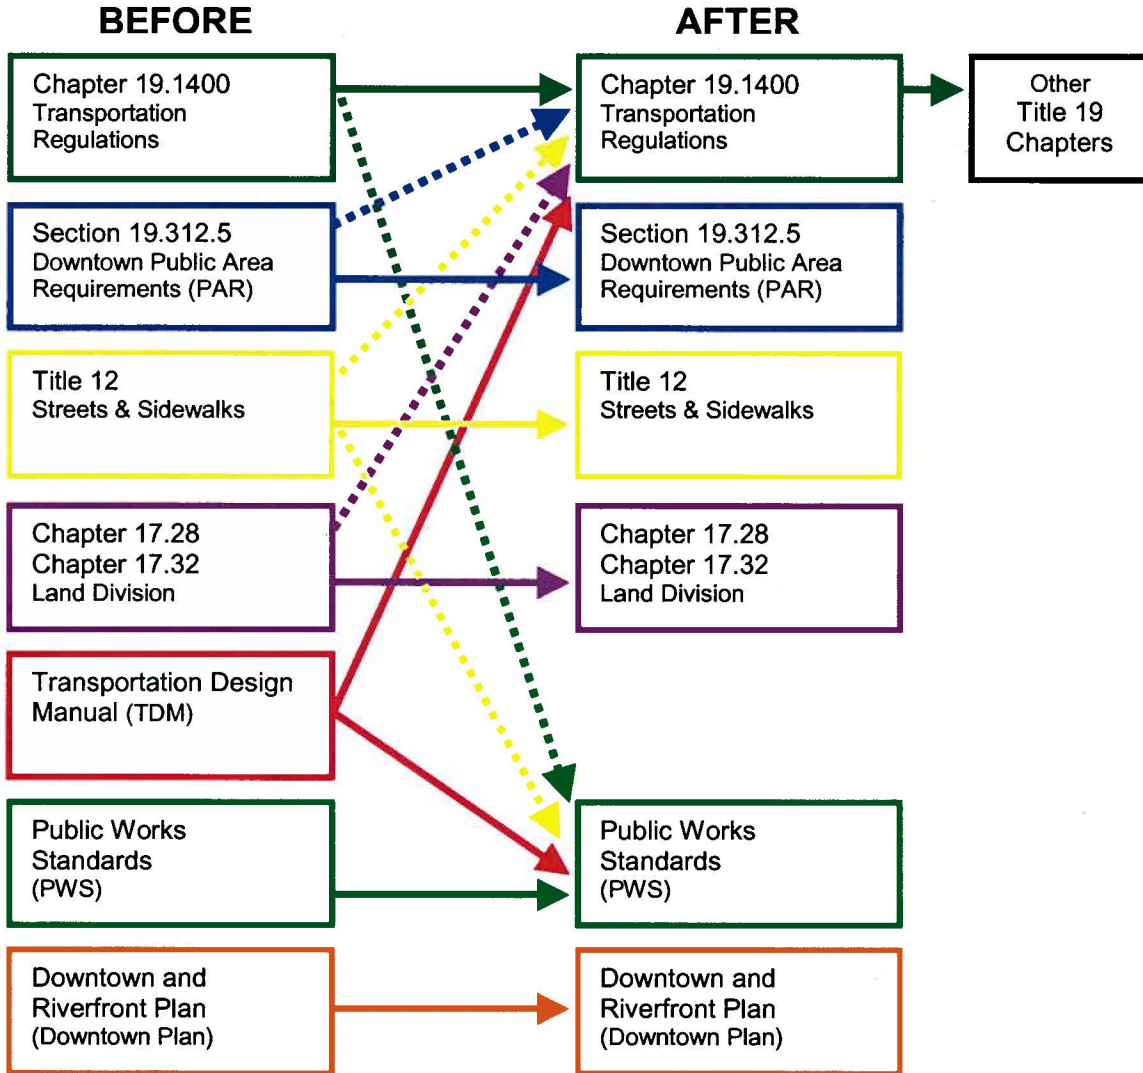 BEFORE
AFTER
Chapter 19.1400
Transportation
Regulations
Chapter 19.1400
Transportation
Regulations
Other
Title 19
Chapters
Section 19.312.5
Downtown Public Area
Requirements (PAR)
Section 19.312.5
Downtown Public Area
Requirements (PAR)
Title 12
Streets & Sidewalks
Title 12
Streets & Sidewalks
Chapter 17.28
Chapter 17.32
Land Division
Chapter 17.28
Chapter 17.32
Land Division
Transportation Design
Manual (TDM)
Public Works
Standards
(PWS)
Public Works
Standards
(PWS)
Downtown and
Riverfront Plan
(Downtown Plan)
Downtown and
Riverfront Plan
(Downtown Plan)